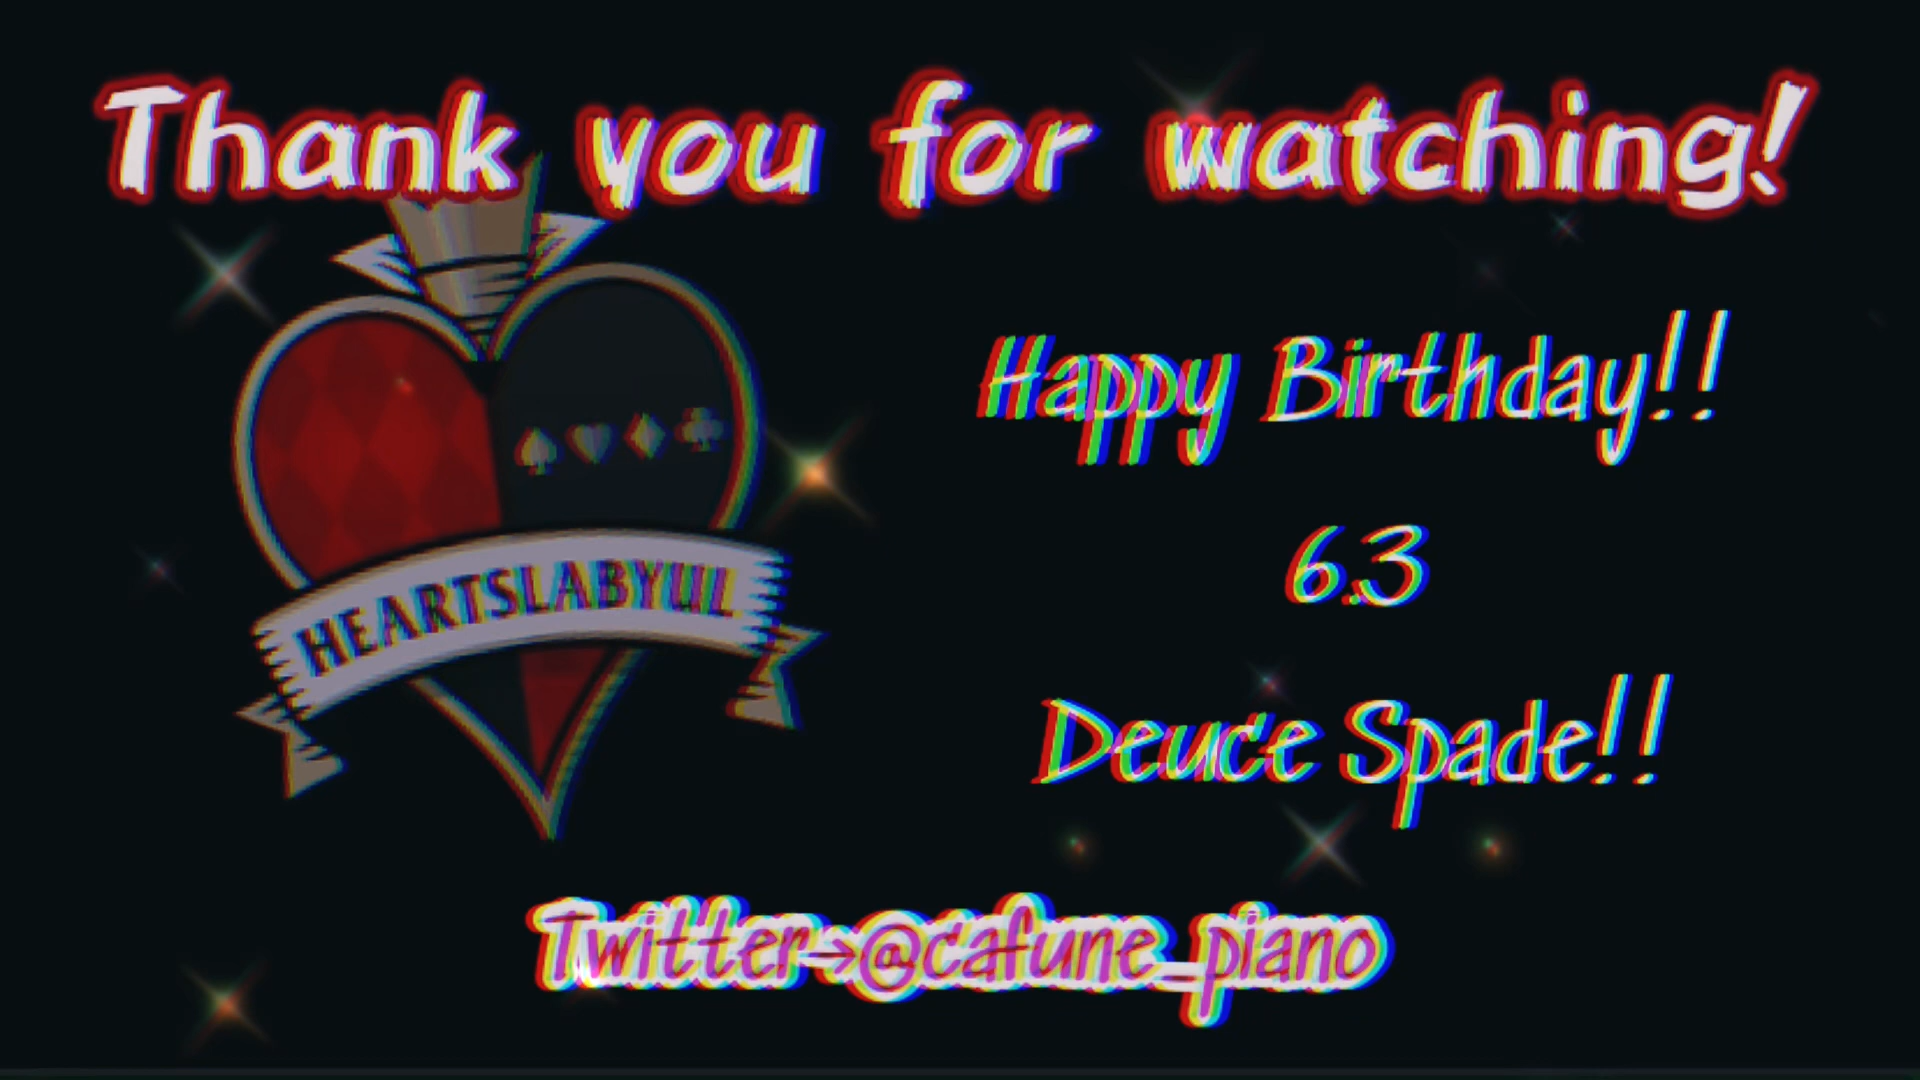 Thank you for watching!
Happy Birthday!!
6.3
HEARTSLABYUL
Deuce Spade!!
Twitter→@cafune_piano